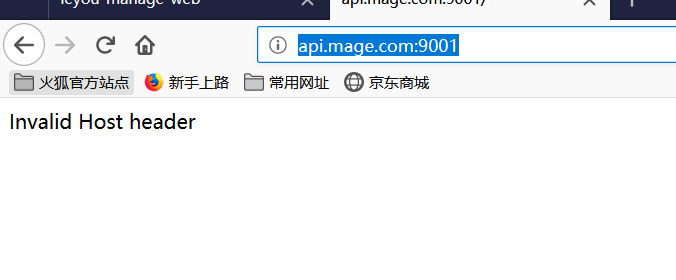 leyou-manage-web
api.mage.com:9001/
api.mage.com:9001
火狐官方站点 新手上路 常用网址 京东商城
Invalid Host header